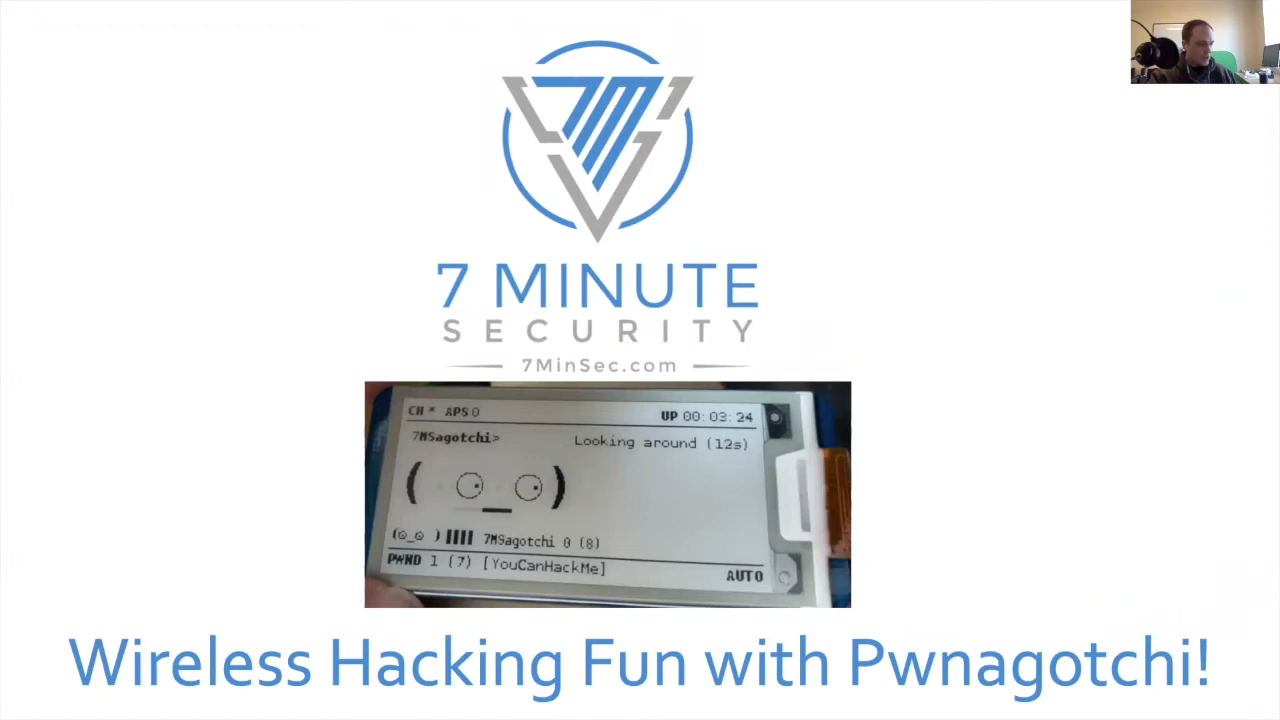 7M
7 MINUTE
SECURITY
7MinSec.com
CH * APS 0 UP 00:03:24
7MSagotchi> Looking around (12s)
(☉_☉ ) 7MSagotchi 0 (8)
PWND 1 (7) [YouCanHackMe] AUTO
Wireless Hacking Fun with Pwnagotchi!